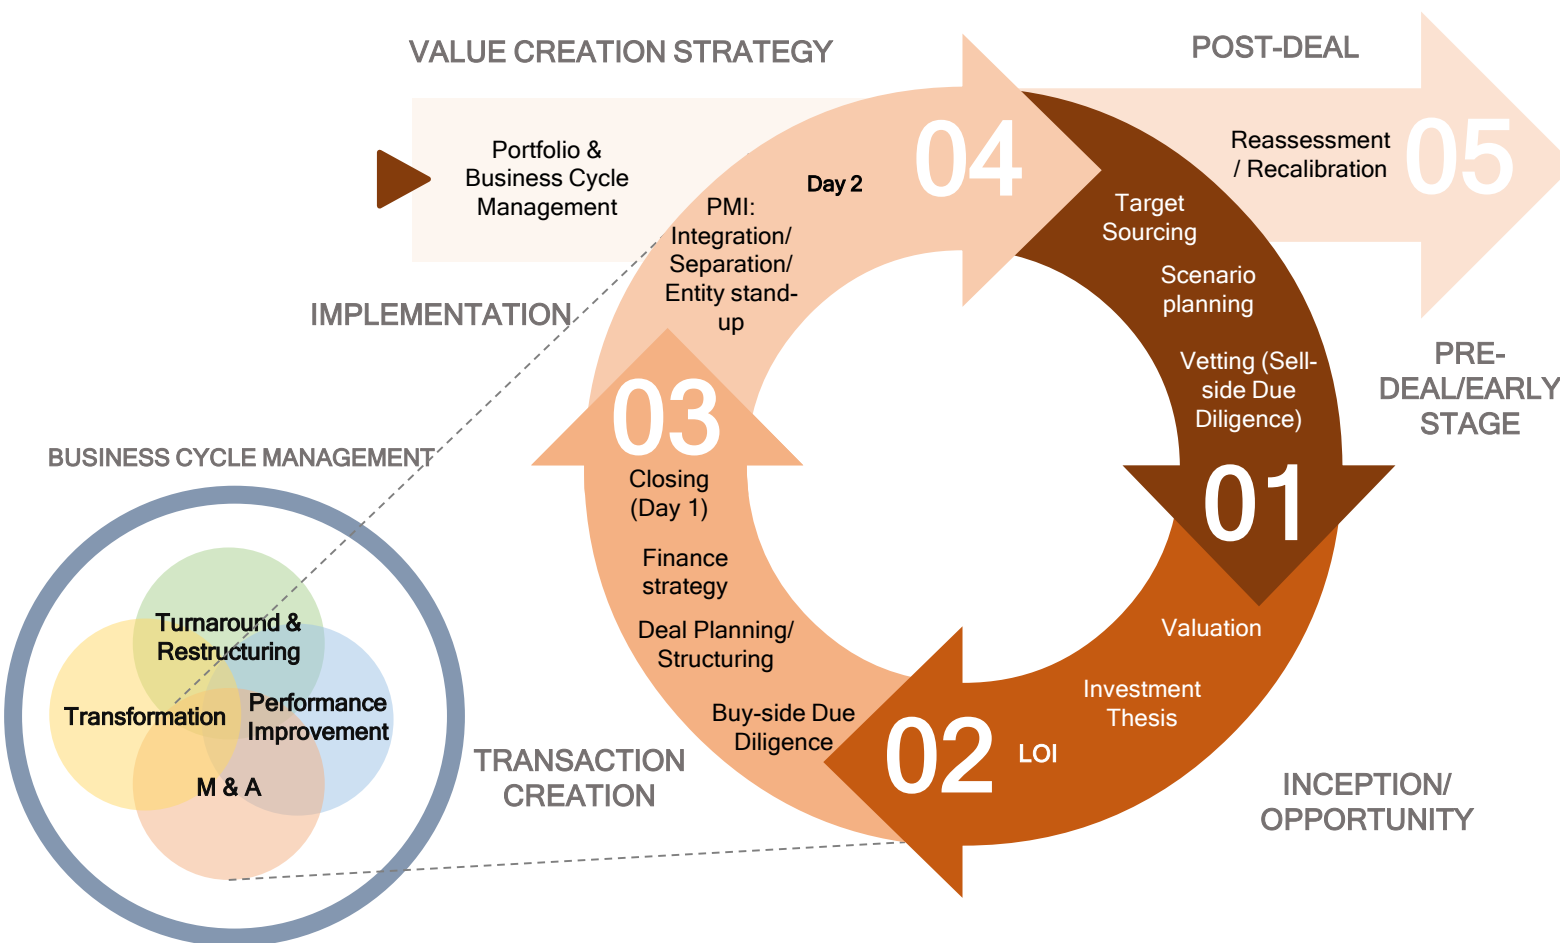 VALUE CREATION STRATEGY
POST-DEAL
Portfolio &
Business Cycle
Management
Day 2
04
Reassessment
/ Recalibration
05
PMI:
Integration/
Separation/
Entity stand-
up
Target
Sourcing
Scenario
planning
Vetting (Sell-
side Due
Diligence)
01
PRE-
DEAL/EARLY
STAGE
IMPLEMENTATION
03
Closing
(Day 1)
Finance
strategy
Deal Planning/
Structuring
Buy-side Due
Diligence
Valuation
Investment
Thesis
02
LOI
TRANSACTION
CREATION
INCEPTION/
OPPORTUNITY
BUSINESS CYCLE MANAGEMENT
Turnaround &
Restructuring
Transformation
Performance
Improvement
M & A